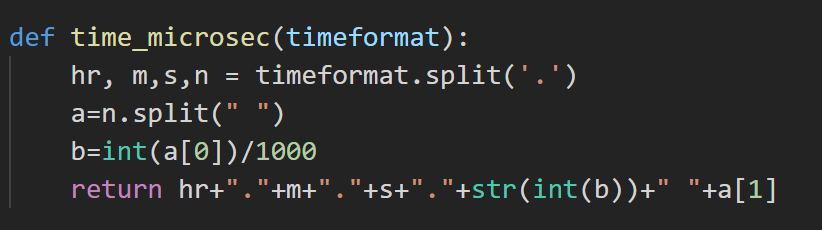 def time_microsec(timeformat):
    hr, m,s,n = timeformat.split('.')
    a=n.split(" ")
    b=int(a[0])/1000
    return hr+"."+m+"."+s+"."+str(int(b))+" "+a[1]